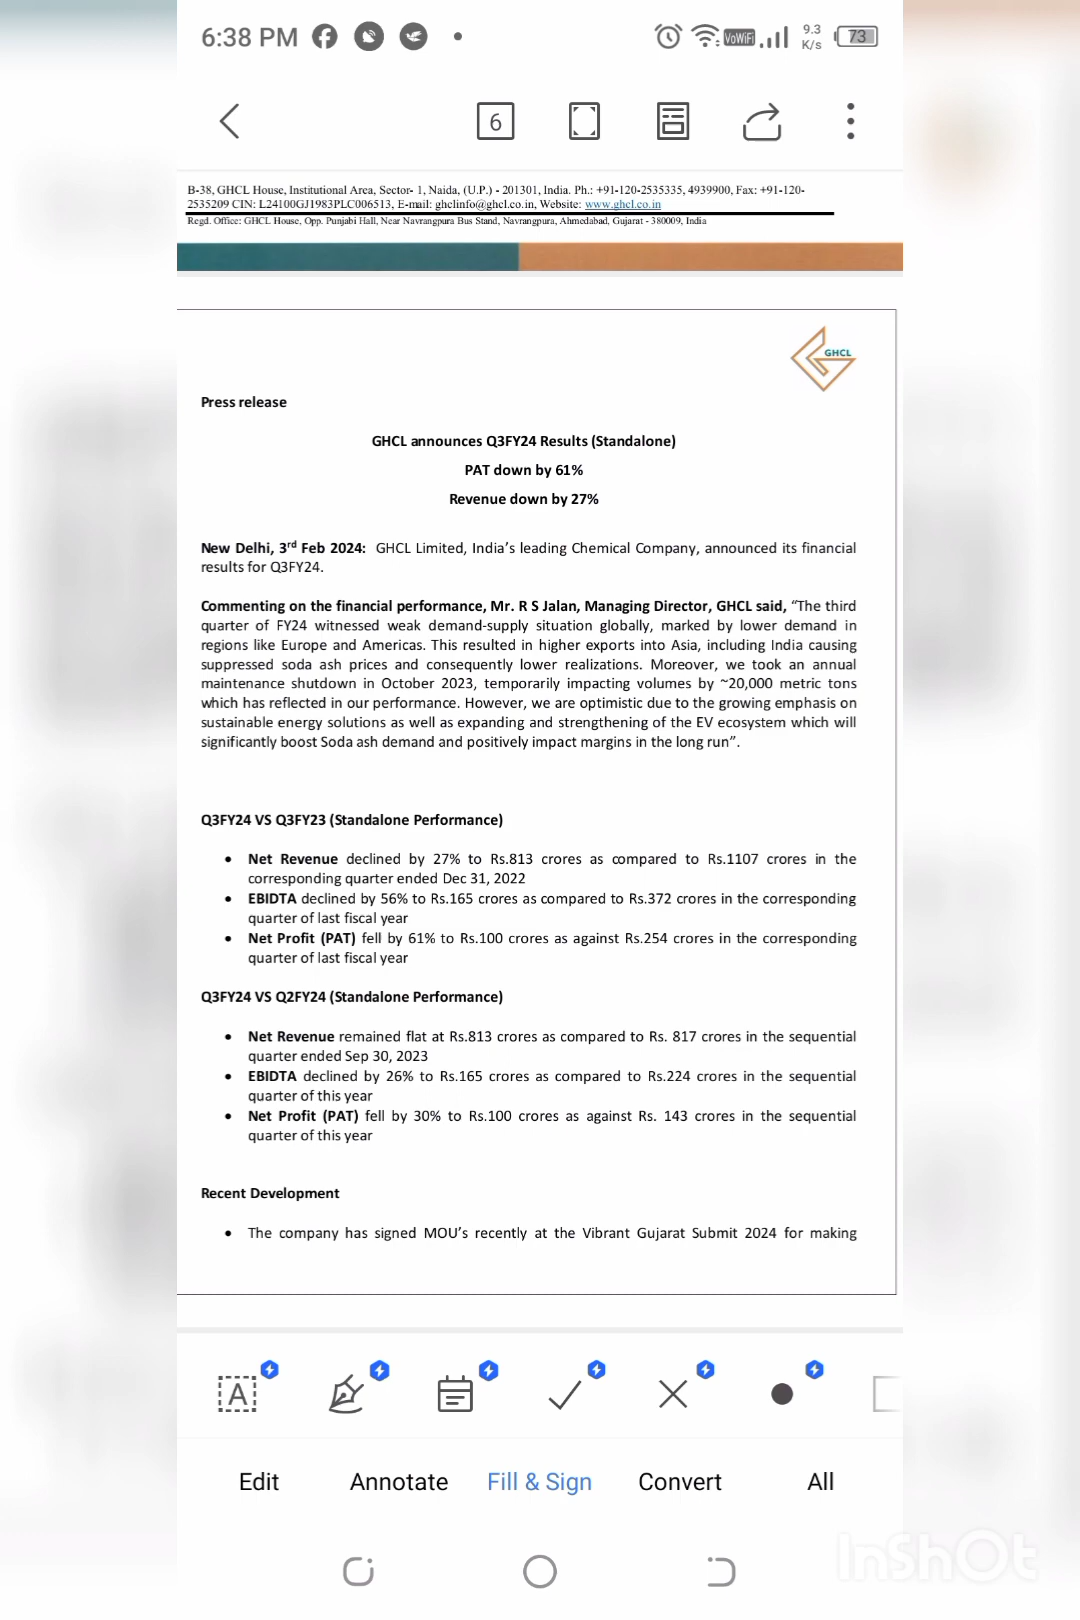 6:38 PM
VoWiFi
9.3
K/s
73
6
B-38, GHCL House, Institutional Area, Sector- 1, Naida, (U.P.) - 201301, India. Ph.: +91-120-2535335, 4939900, Fax: +91-120-
2535209 CIN: L24100GJ1983PLC006513, E-mail: ghclinfo@ghcl.co.in, Website: www.ghcl.co.in
Regd. Office: GHCL House, Opp. Punjabi Hall, Near Navrangpura Bus Stand, Navrangpura, Ahmedabad, Gujarat - 380009, India
GHCL
Press release
GHCL announces Q3FY24 Results (Standalone)
PAT down by 61%
Revenue down by 27%
New Delhi, 3rd Feb 2024: GHCL Limited, India's leading Chemical Company, announced its financial
results for Q3FY24.
Commenting on the financial performance, Mr. R S Jalan, Managing Director, GHCL said, "The third
quarter of FY24 witnessed weak demand-supply situation globally, marked by lower demand in
regions like Europe and Americas. This resulted in higher exports into Asia, including India causing
suppressed soda ash prices and consequently lower realizations. Moreover, we took an annual
maintenance shutdown in October 2023, temporarily impacting volumes by ~20,000 metric tons
which has reflected in our performance. However, we are optimistic due to the growing emphasis on
sustainable energy solutions as well as expanding and strengthening of the EV ecosystem which will
significantly boost Soda ash demand and positively impact margins in the long run".
Q3FY24 VS Q3FY23 (Standalone Performance)
• Net Revenue declined by 27% to Rs.813 crores as compared to Rs.1107 crores in the
corresponding quarter ended Dec 31, 2022
• EBIDTA declined by 56% to Rs.165 crores as compared to Rs.372 crores in the corresponding
quarter of last fiscal year
• Net Profit (PAT) fell by 61% to Rs.100 crores as against Rs.254 crores in the corresponding
quarter of last fiscal year
Q3FY24 VS Q2FY24 (Standalone Performance)
• Net Revenue remained flat at Rs.813 crores as compared to Rs. 817 crores in the sequential
quarter ended Sep 30, 2023
• EBIDTA declined by 26% to Rs.165 crores as compared to Rs.224 crores in the sequential
quarter of this year
• Net Profit (PAT) fell by 30% to Rs.100 crores as against Rs. 143 crores in the sequential
quarter of this year
Recent Development
• The company has signed MOU's recently at the Vibrant Gujarat Submit 2024 for making
A
Edit Annotate Fill & Sign Convert All
InShOt